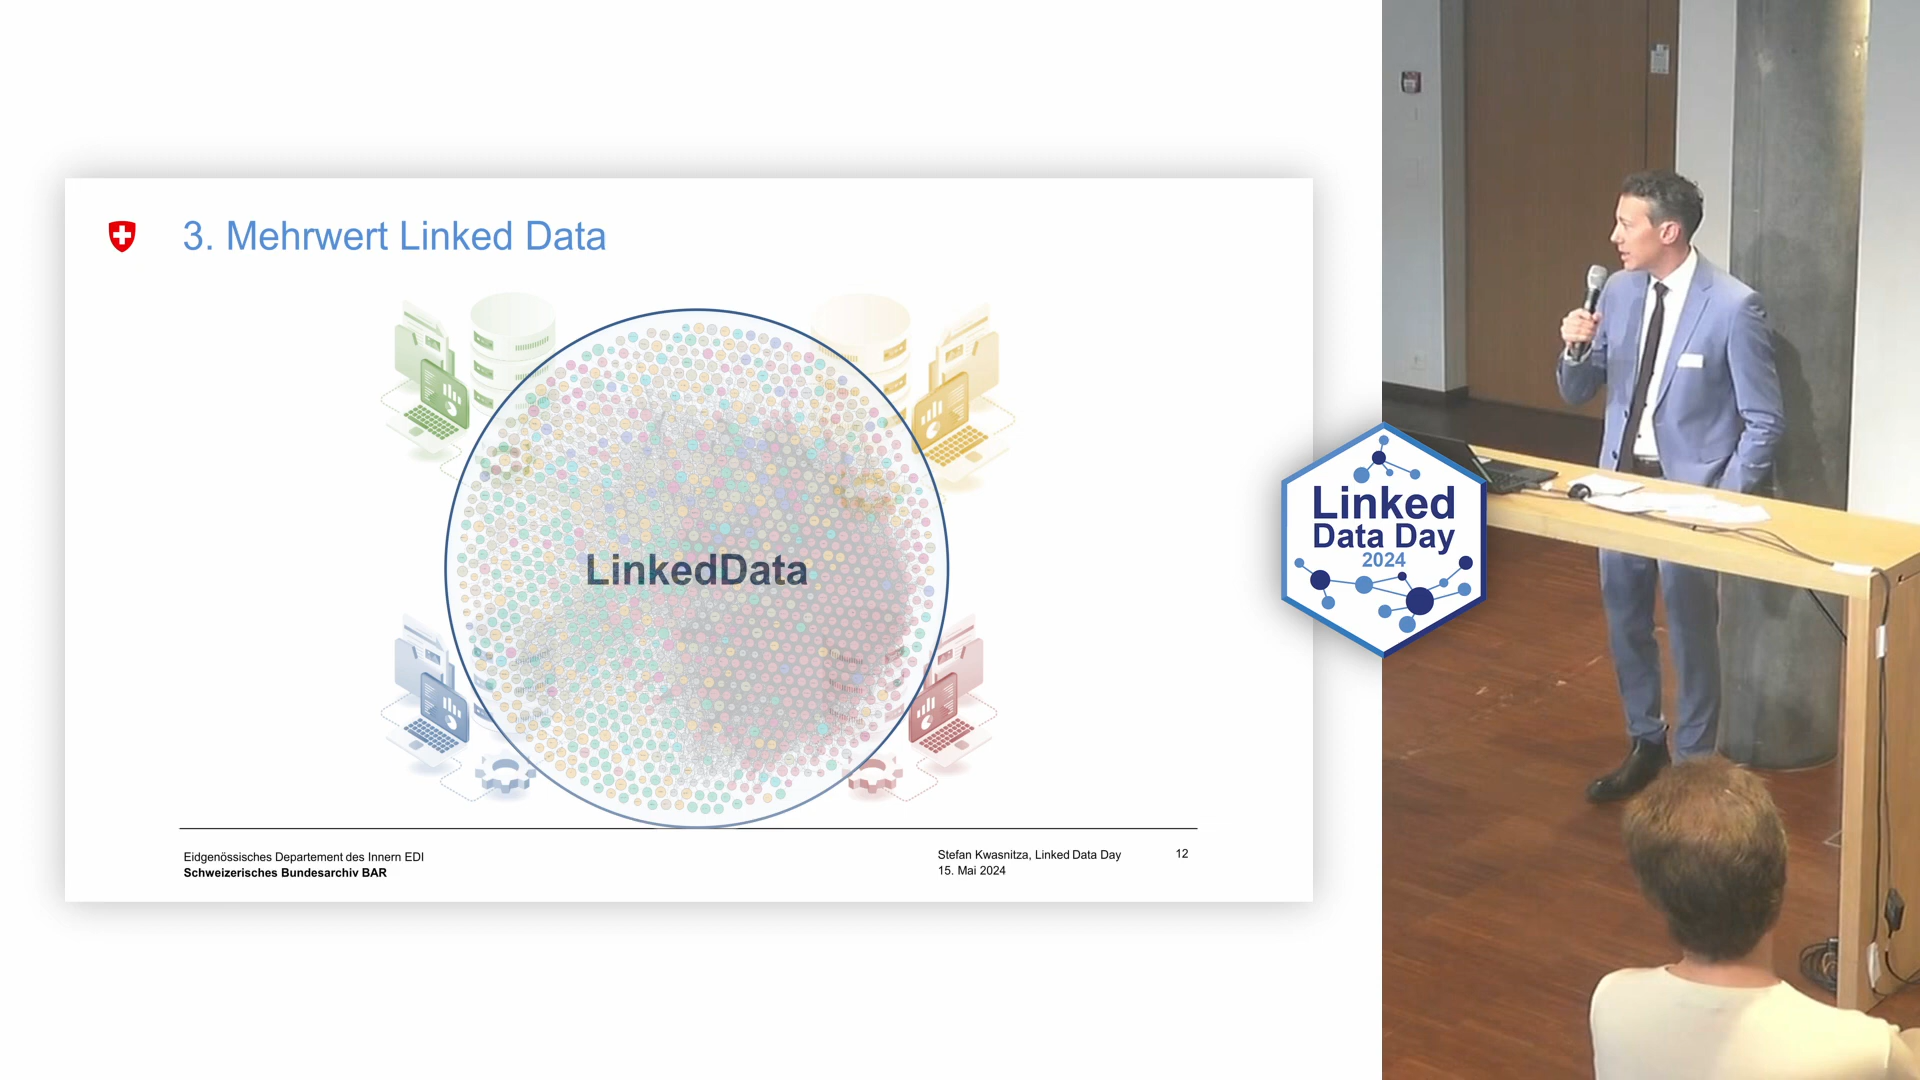 3. Mehrwert Linked Data
LinkedData
Eidgenössisches Departement des Innern EDI
Schweizerisches Bundesarchiv BAR
Stefan Kwasnitza, Linked Data Day
15. Mai 2024
12
Linked
Data Day
2024